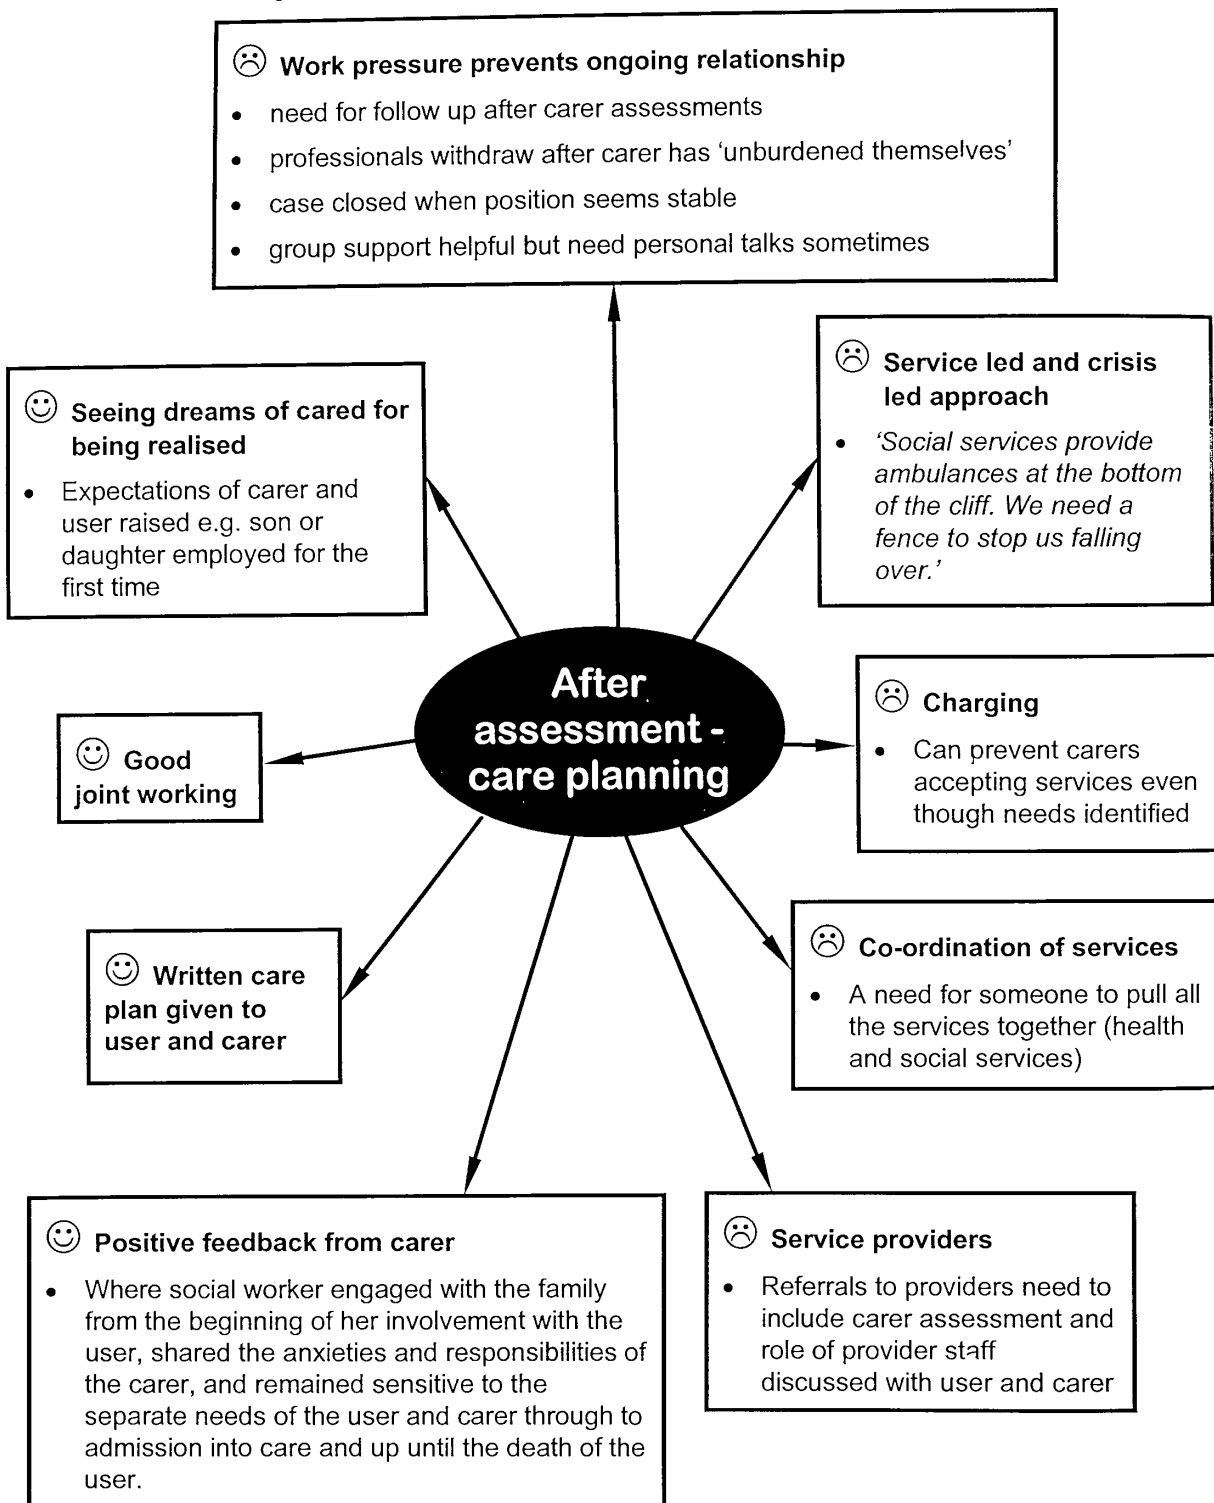 Work pressure prevents ongoing relationship
• need for follow up after carer assessments
• professionals withdraw after carer has ‘unburdened themselves’
• case closed when position seems stable
• group support helpful but need personal talks sometimes
Seeing dreams of cared for
being realised
• Expectations of carer and
user raised e.g. son or
daughter employed for the
first time
Service led and crisis
led approach
• ‘Social services provide
ambulances at the bottom
of the cliff. We need a
fence to stop us falling
over.’
After
assessment -
care planning
Good
joint working
Charging
• Can prevent carers
accepting services even
though needs identified
Written care
plan given to
user and carer
Co-ordination of services
• A need for someone to pull all
the services together (health
and social services)
Positive feedback from carer
• Where social worker engaged with the family
from the beginning of her involvement with the
user, shared the anxieties and responsibilities of
the carer, and remained sensitive to the
separate needs of the user and carer through to
admission into care and up until the death of the
user.
Service providers
• Referrals to providers need to
include carer assessment and
role of provider staff
discussed with user and carer